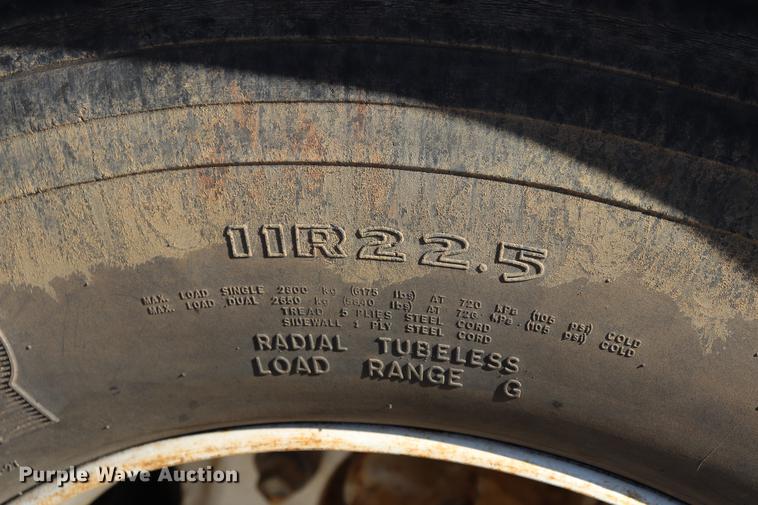 11R22.5
MAX. LOAD SINGLE 2800 kg (6175 lbs) AT 720 kPa (105 psi) COLD
MAX. LOAD DUAL 2650 kg (5840 lbs) AT 720 kPa (105 psi) COLD
TREAD 5 PLIES STEEL CORD
SIDEWALL 1 PLY STEEL CORD
RADIAL TUBELESS
LOAD RANGE G
Purple Wave Auction